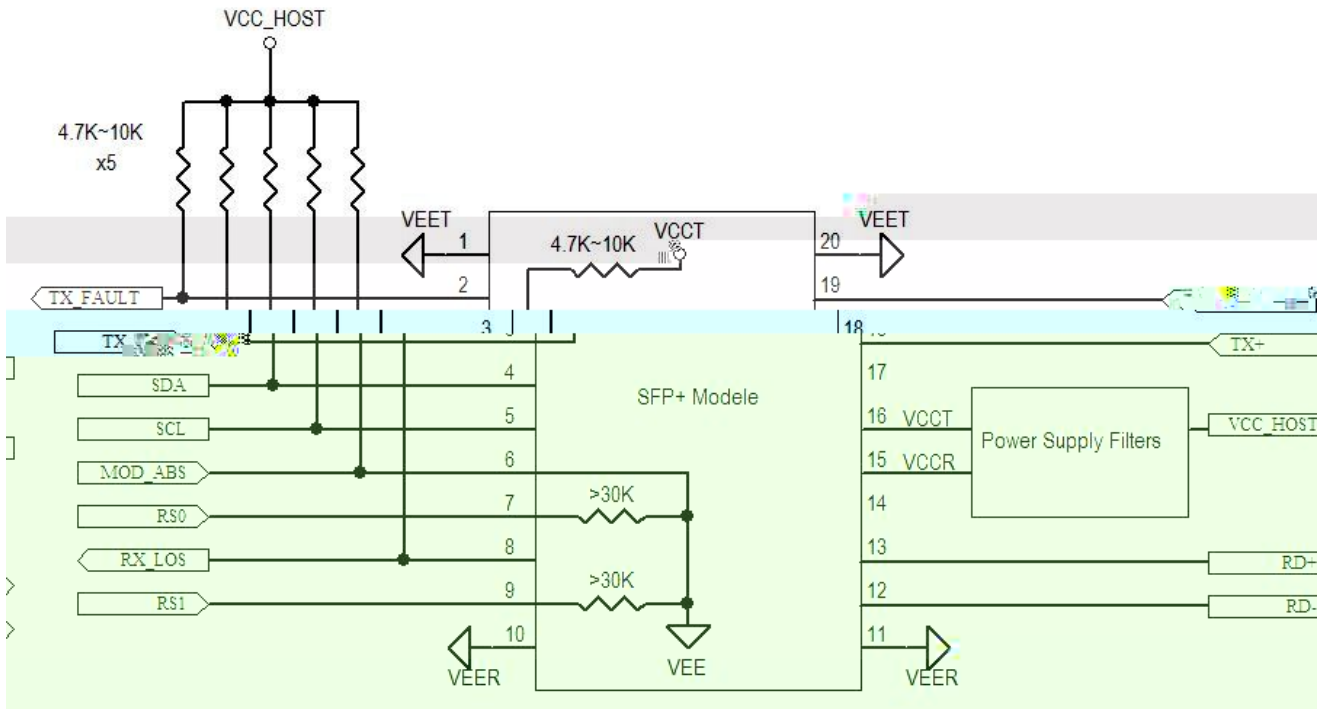 VCC_HOST
4.7K~10K
x5
VEET
1
4.7K~10K
VCCT
20
VEET
TX_FAULT
2
19
3
18
TX
TX+
SDA
4
17
SFP+ Modele
SCL
5
16
VCCT
Power Supply Filters
VCC_HOST
MOD_ABS
6
15
VCCR
RS0
7
>30K
14
RX_LOS
8
13
RD+
RS1
9
>30K
12
RD-
10
11
VEER
VEE
VEER